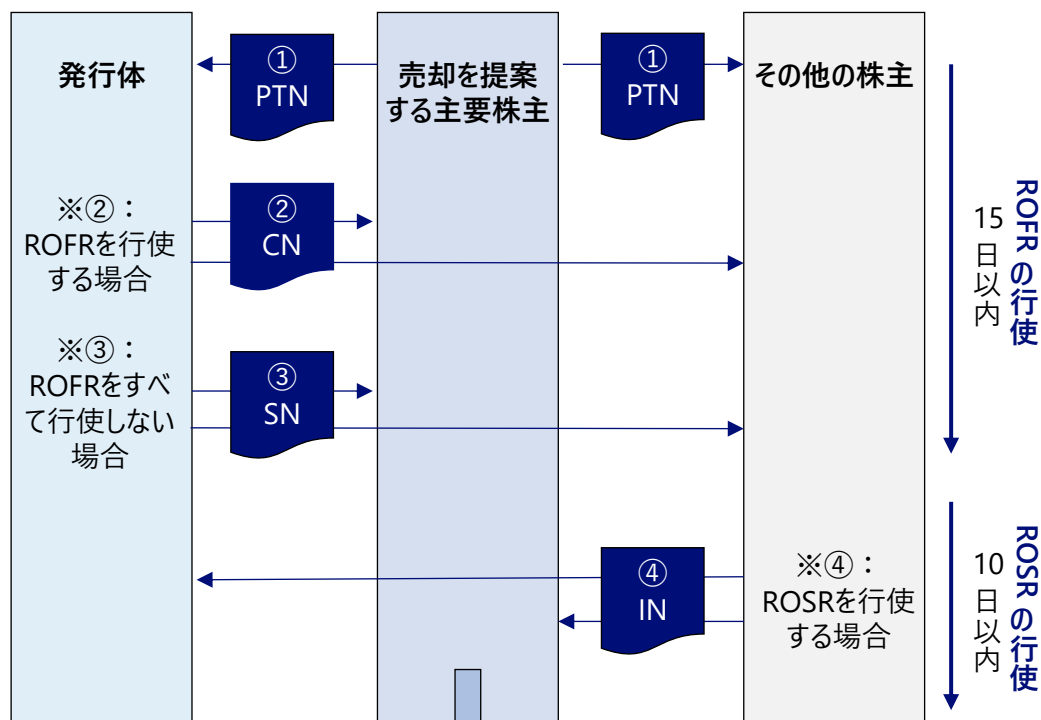 発行体
①
PTN
売却を提案
する主要株主
①
PTN
その他の株主
※②：
ROFRを行使
する場合
②
CN
※③：
ROFRをすべ
て行使しない
場合
③
SN
15日以内
ROFR の行使
④
IN
※④：
ROSRを行使
する場合
10日以内
ROSR の行使